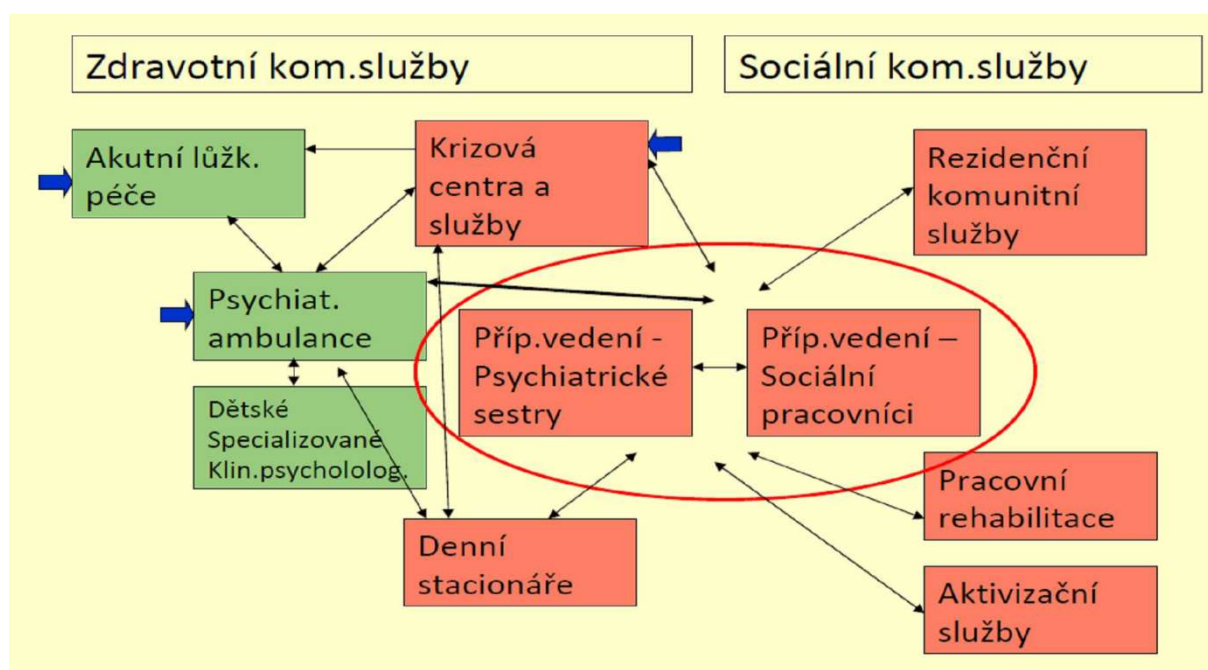 Zdravotní kom.služby
Sociální kom.služby
Akutní lůžk.
péče
Krizová
centra a
služby
Rezidenční
komunitní
služby
Psychiat.
ambulance
Příp.vedení -
Psychiatrické
sestry
Příp.vedení –
Sociální
pracovníci
Dětské
Specializované
Klin.psychololog.
Pracovní
rehabilitace
Denní
stacionáře
Aktivizační
služby